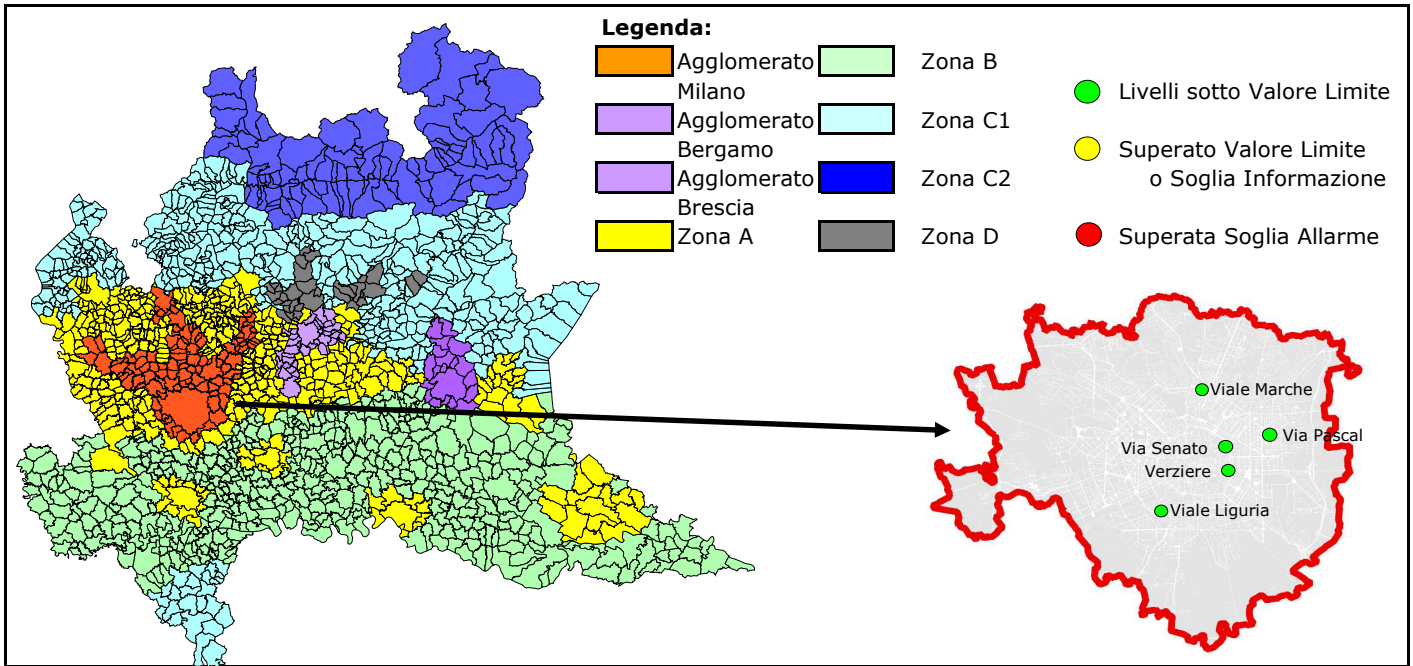 Legenda:
Agglomerato
Milano
Agglomerato
Bergamo
Agglomerato
Brescia
Zona A
Zona B
Zona C1
Zona C2
Zona D
Livelli sotto Valore Limite
Superato Valore Limite
o Soglia Informazione
Superata Soglia Allarme
Viale Marche
Via Pascal
Via Senato
Verziere
Viale Liguria